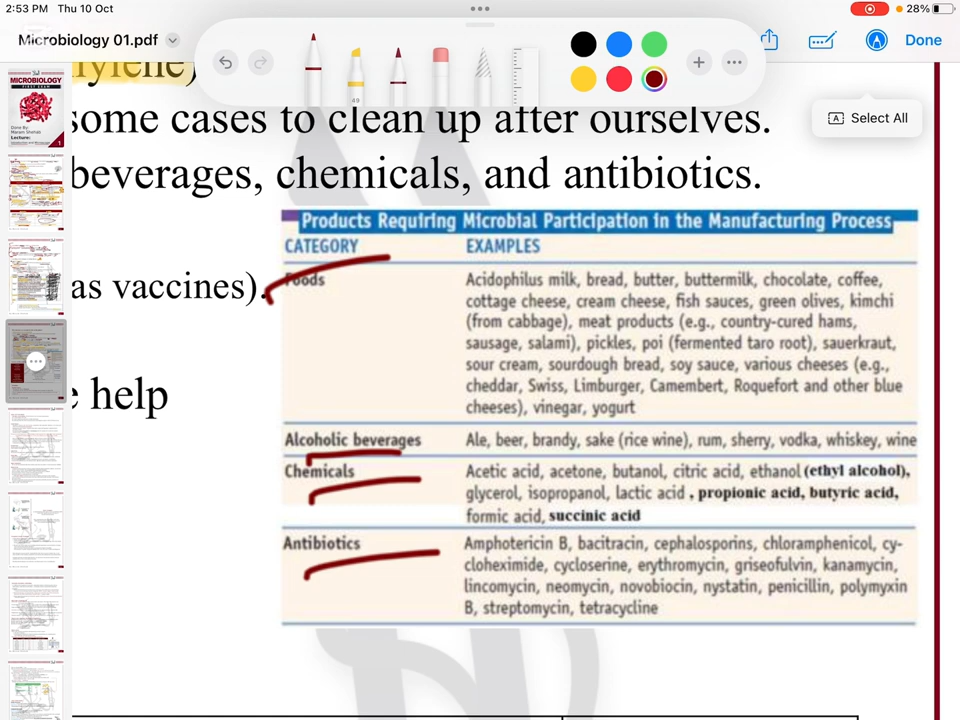 2:53 PM Thu 10 Oct
28%
Microbiology 01.pdf
Done
Select All
49
MICROBIOLOGY
FIRST EXAM
Lecture:
1
some cases to clean up after ourselves.
beverages, chemicals, and antibiotics.
as vaccines).
help
Products Requiring Microbial Participation in the Manufacturing Process
CATEGORY EXAMPLES
Foods Acidophilus milk, bread, butter, buttermilk, chocolate, coffee,
cottage cheese, cream cheese, fish sauces, green olives, kimchi
(from cabbage), meat products (e.g., country-cured hams,
sausage, salami), pickles, poi (fermented taro root), sauerkraut,
sour cream, sourdough bread, soy sauce, various cheeses (e.g.,
cheddar, Swiss, Limburger, Camembert, Roquefort and other blue
cheeses), vinegar, yogurt
Alcoholic beverages Ale, beer, brandy, sake (rice wine), rum, sherry, vodka, whiskey, wine
Chemicals Acetic acid, acetone, butanol, citric acid, ethanol (ethyl alcohol),
glycerol, isopropanol, lactic acid , propionic acid, butyric acid,
formic acid, succinic acid
Antibiotics Amphotericin B, bacitracin, cephalosporins, chloramphenicol, cy-
cloheximide, cycloserine, erythromycin, griseofulvin, kanamycin,
lincomycin, neomycin, novobiocin, nystatin, penicillin, polymyxin
B, streptomycin, tetracycline